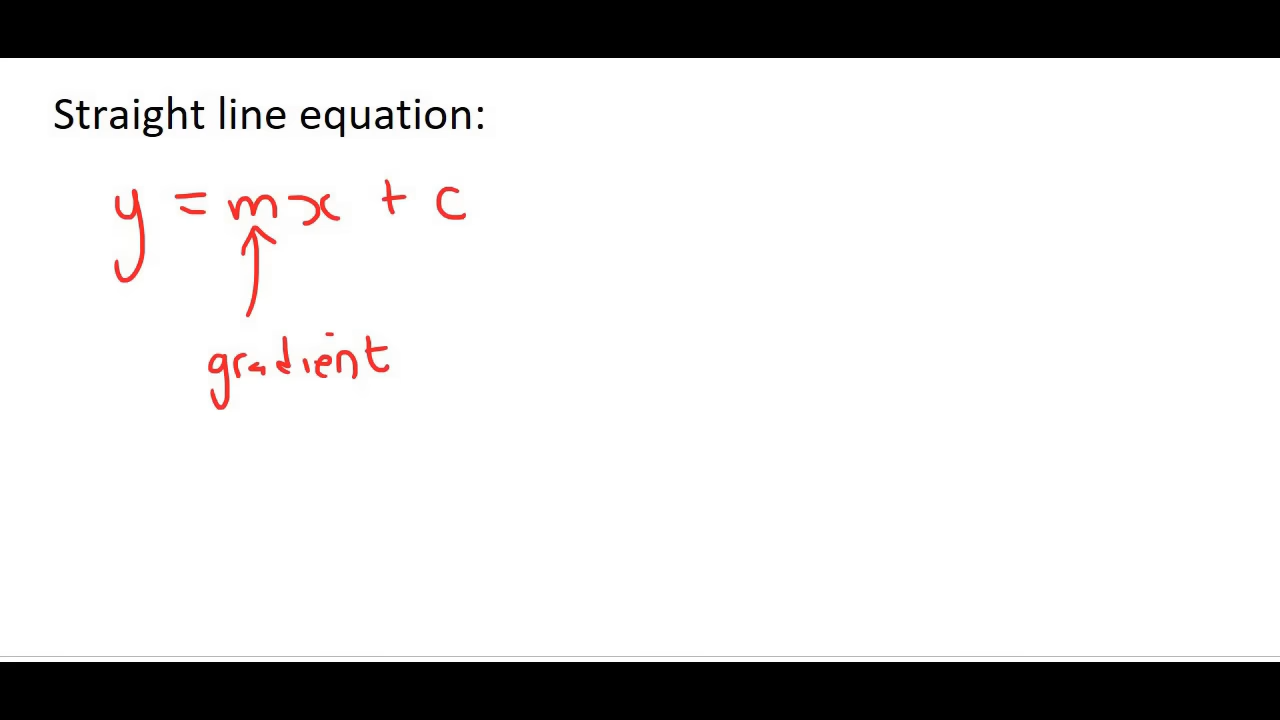 Straight line equation:
y = mx + c
gradient